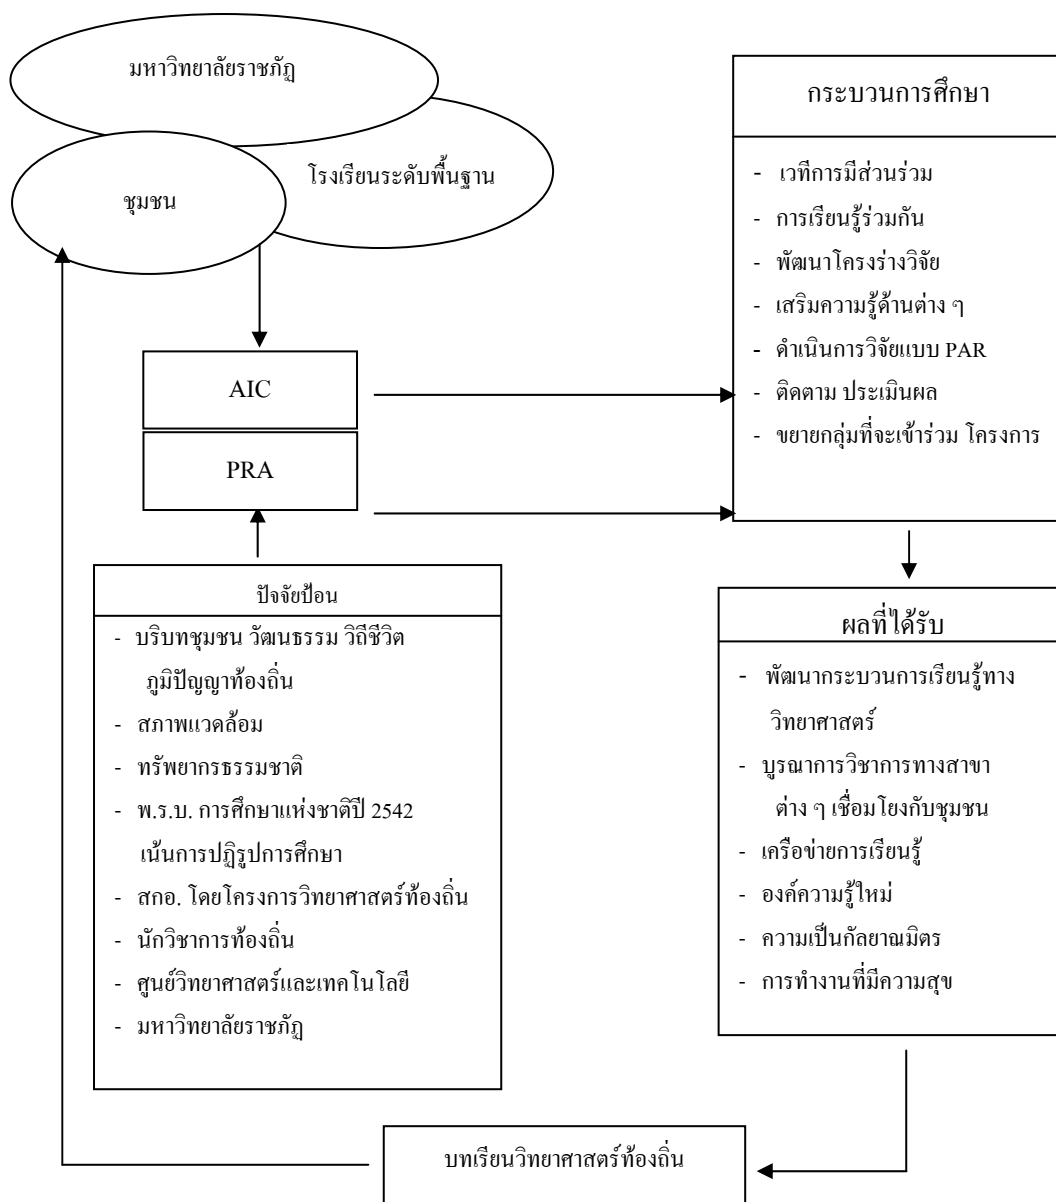 มหาวิทยาลัยราชภัฏ
โรงเรียนระดับพื้นฐาน
ชุมชน
AIC
PRA
กระบวนการศึกษา
- เวทีการมีส่วนร่วม
- การเรียนรู้ร่วมกัน
- พัฒนาโครงร่างวิจัย
- เสริมความรู้ด้านต่าง ๆ
- ดำเนินการวิจัยแบบ PAR
- ติดตาม ประเมินผล
- ขยายกลุ่มที่จะเข้าร่วม โครงการ
ปัจจัยป้อน
- บริบทชุมชน วัฒนธรรม วิถีชีวิต
ภูมิปัญญาท้องถิ่น
- สภาพแวดล้อม
- ทรัพยากรธรรมชาติ
- พ.ร.บ. การศึกษาแห่งชาติปี 2542
เน้นการปฏิรูปการศึกษา
- สกอ. โดยโครงการวิทยาศาสตร์ท้องถิ่น
- นักวิชาการท้องถิ่น
- ศูนย์วิทยาศาสตร์และเทคโนโลยี
- มหาวิทยาลัยราชภัฏ
ผลที่ได้รับ
- พัฒนากระบวนการเรียนรู้ทาง
วิทยาศาสตร์
- บูรณาการวิชาการทางสาขา
ต่าง ๆ เชื่อมโยงกับชุมชน
- เครือข่ายการเรียนรู้
- องค์ความรู้ใหม่
- ความเป็นกัลยาณมิตร
- การทำงานที่มีความสุข
บทเรียนวิทยาศาสตร์ท้องถิ่น